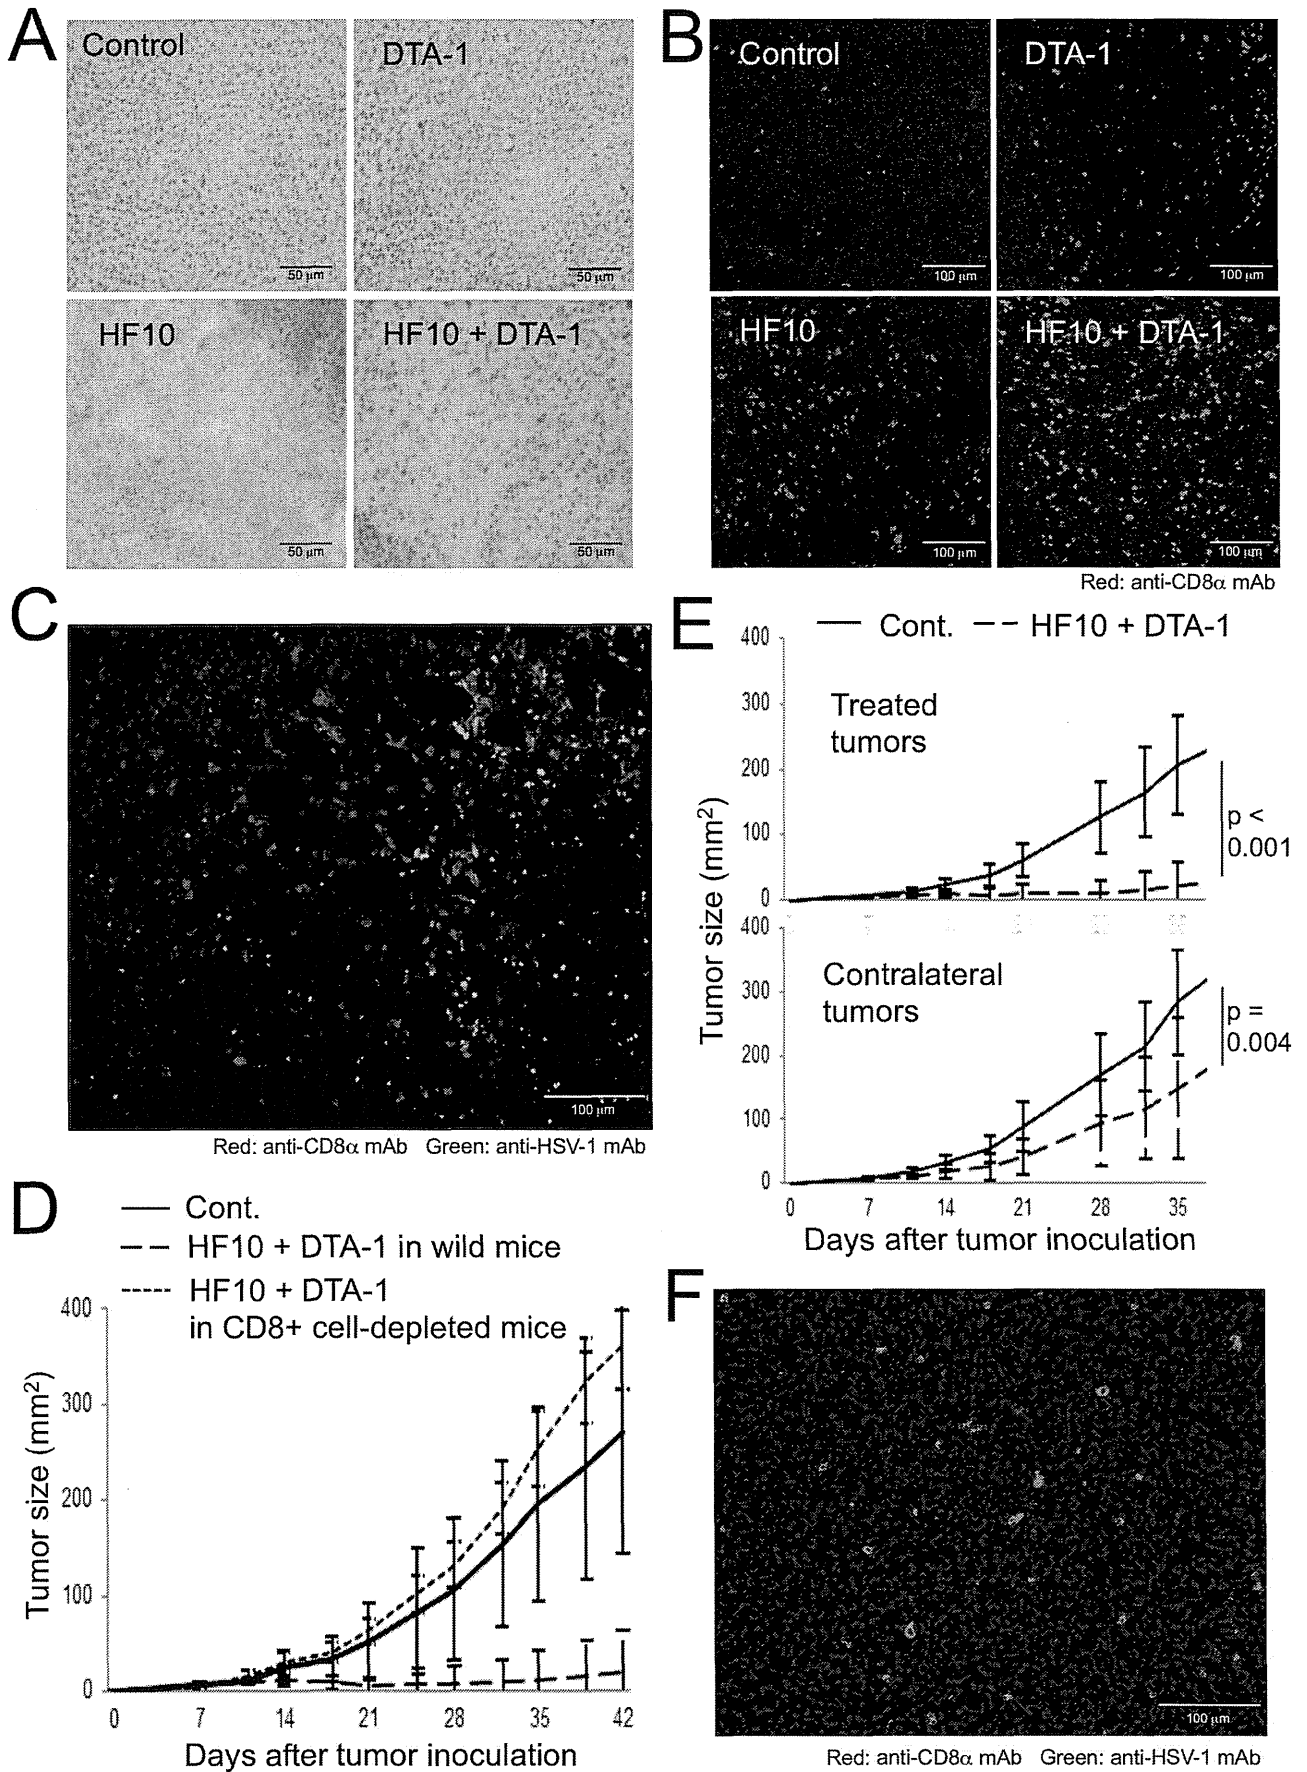 A
Control
DTA-1
50 μm
50 μm
HF10
HF10 + DTA-1
50 μm
50 μm
B
Control
DTA-1
100 μm
100 μm
HF10
HF10 + DTA-1
100 μm
100 μm
Red: anti-CD8α mAb
C
100 μm
Red: anti-CD8α mAb Green: anti-HSV-1 mAb
D
Cont.
HF10 + DTA-1 in wild mice
HF10 + DTA-1
in CD8+ cell-depleted mice
400
300
200
100
0
Tumor size (mm²)
0 7 14 21 28 35 42
Days after tumor inoculation
E
Cont. HF10 + DTA-1
400
300
200
100
0
Treated
tumors
p <
0.001
Tumor size (mm²)
400
300
200
100
0
Contralateral
tumors
p =
0.004
0 7 14 21 28 35
Days after tumor inoculation
F
100 μm
Red: anti-CD8α mAb Green: anti-HSV-1 mAb